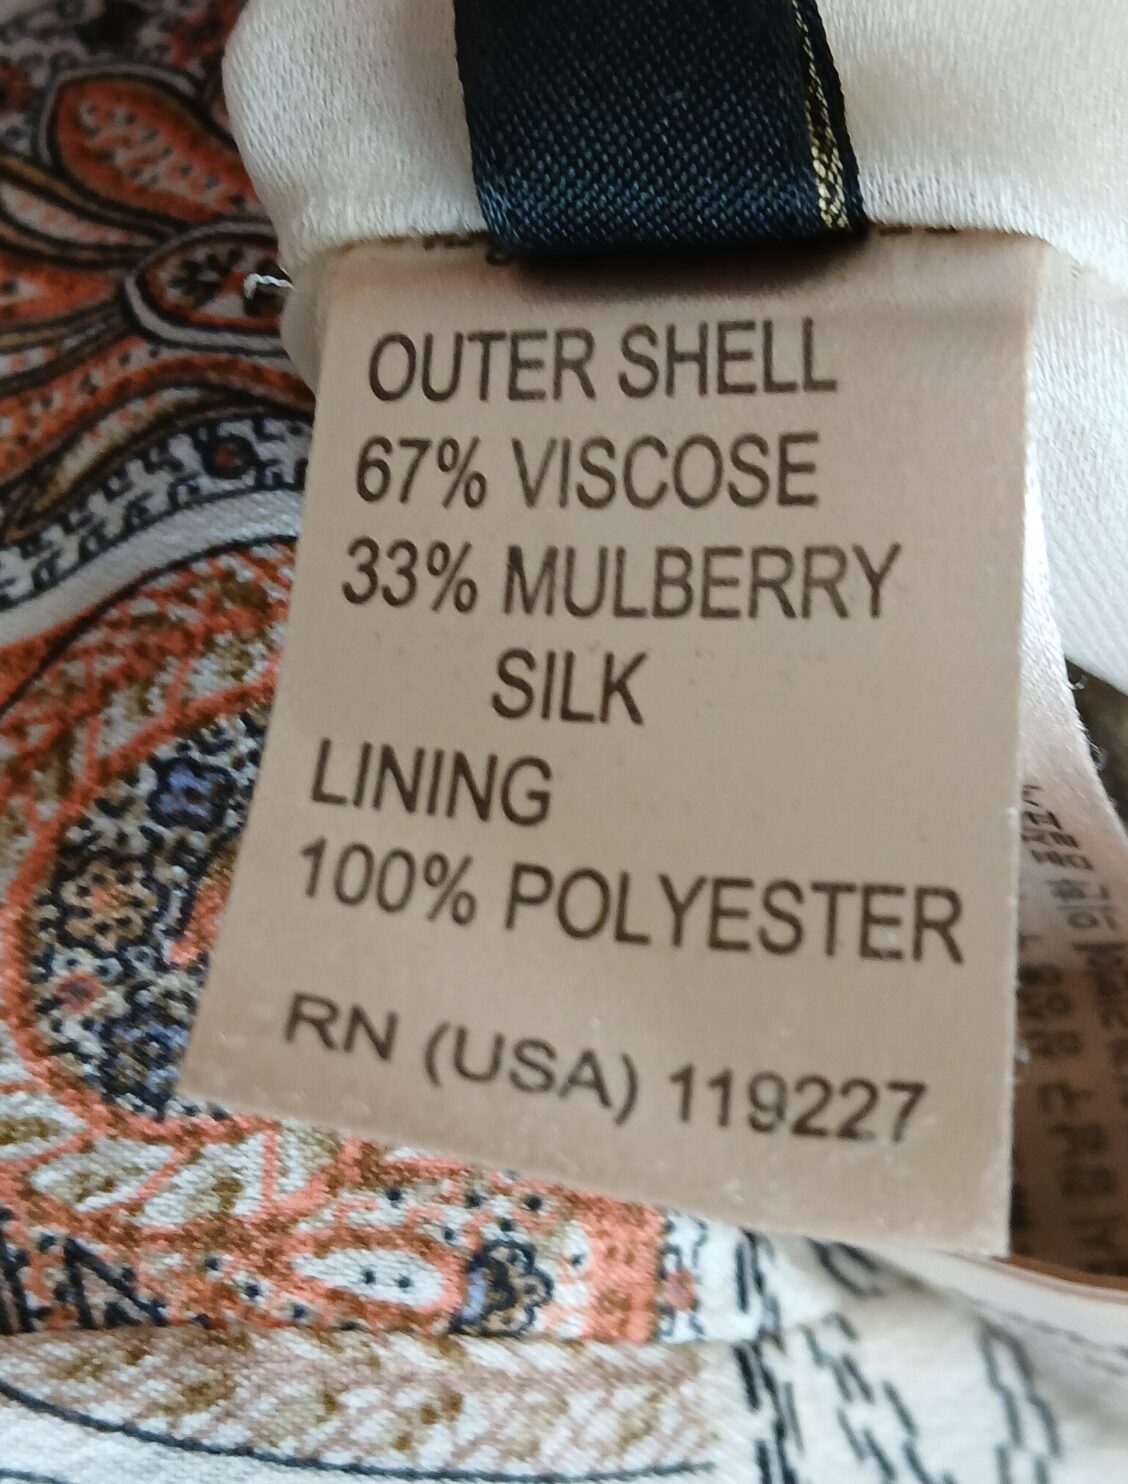 OUTER SHELL
67% VISCOSE
33% MULBERRY
SILK
LINING
100% POLYESTER
RN (USA) 119227